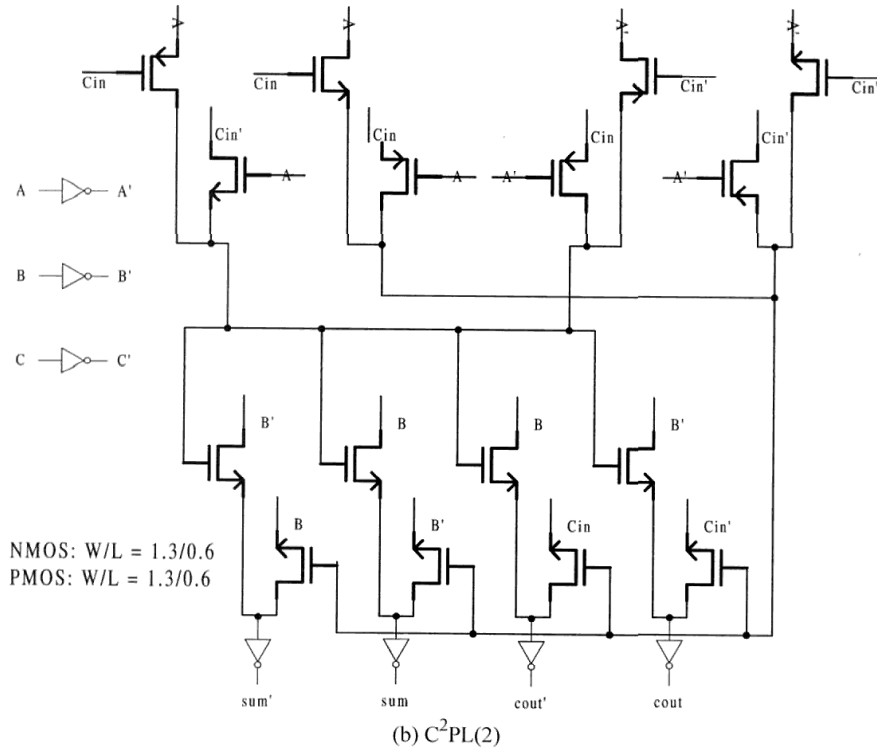 A A A' A'
Cin Cin Cin' Cin'
Cin' Cin Cin Cin'
A A A' A'
A A'
B B'
C C'
B' B B B'
B B' Cin Cin'
NMOS: W/L = 1.3/0.6
PMOS: W/L = 1.3/0.6
sum' sum cout' cout
(b) C²PL(2)